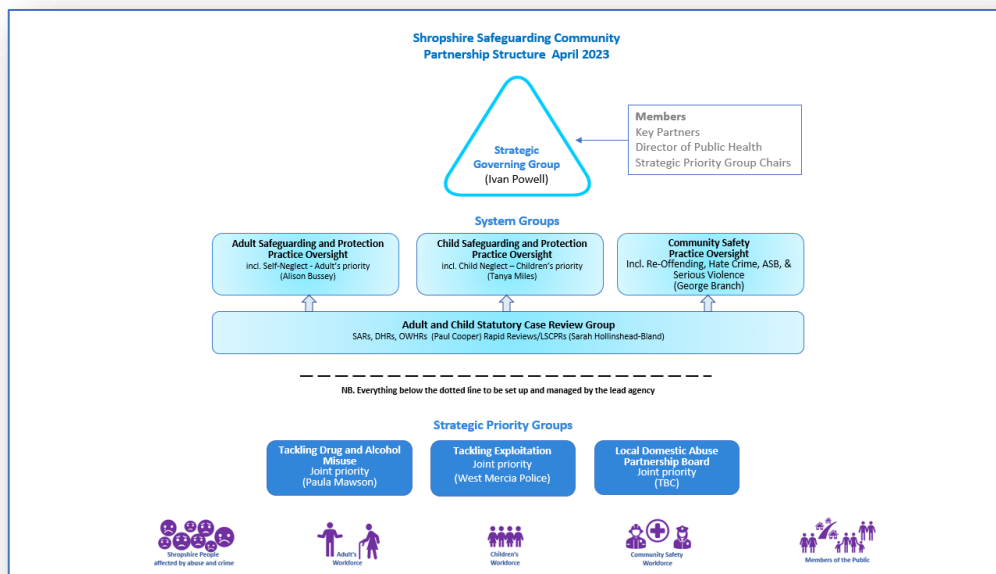 Shropshire Safeguarding Community
Partnership Structure April 2023
Strategic
Governing Group
(Ivan Powell)
Members
Key Partners
Director of Public Health
Strategic Priority Group Chairs
System Groups
Adult Safeguarding and Protection
Practice Oversight
incl. Self-Neglect - Adult's priority
(Alison Bussey)
Child Safeguarding and Protection
Practice Oversight
incl. Child Neglect – Children's priority
(Tanya Miles)
Community Safety
Practice Oversight
Incl. Re-Offending, Hate Crime, ASB, &
Serious Violence
(George Branch)
Adult and Child Statutory Case Review Group
SARs, DHRs, OWHRs (Paul Cooper) Rapid Reviews/LSCPRs (Sarah Hollinshead-Bland)
NB. Everything below the dotted line to be set up and managed by the lead agency
Strategic Priority Groups
Tackling Drug and Alcohol
Misuse
Joint priority
(Paula Mawson)
Tackling Exploitation
Joint priority
(West Mercia Police)
Local Domestic Abuse
Partnership Board
Joint priority
(TBC)
Shropshire People
affected by abuse and crime
Adult's
Workforce
Children's
Workforce
Community Safety
Workforce
Members of the Public